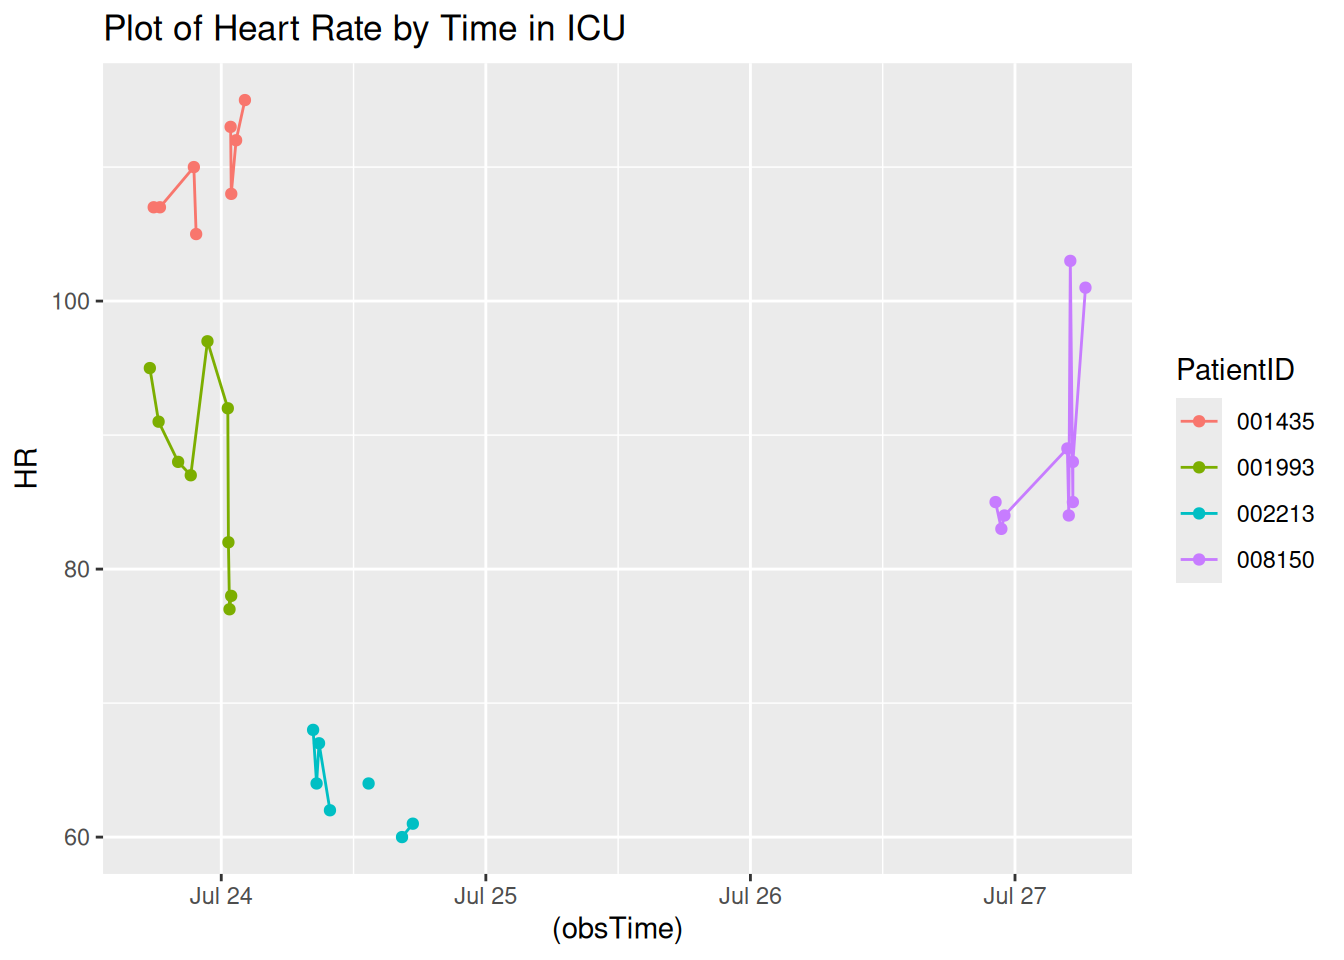 Plot of Heart Rate by Time in ICU
HR
100
80
60
Jul 24 Jul 25 Jul 26 Jul 27
(obsTime)
PatientID
001435
001993
002213
008150